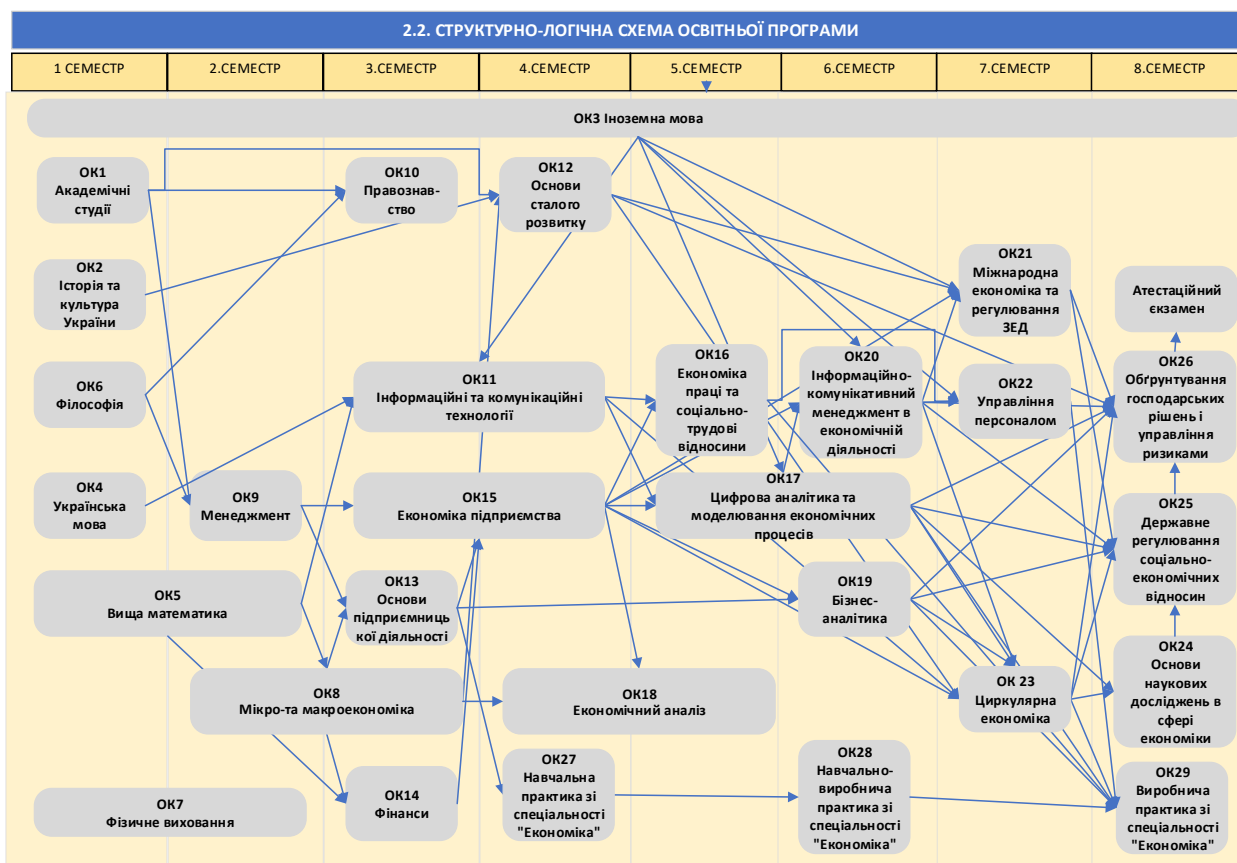 2.2. СТРУКТУРНО-ЛОГІЧНА СХЕМА ОСВІТНЬОЇ ПРОГРАМИ
1 СЕМЕСТР
2.СЕМЕСТР
3.СЕМЕСТР
4.СЕМЕСТР
5.СЕМЕСТР
6.СЕМЕСТР
7.СЕМЕСТР
8.СЕМЕСТР
ОК3 Іноземна мова
ОК1
Академічні
студії
ОК10
Правознав-
ство
ОК12
Основи
сталого
розвитку
ОК2
Історія та
культура
України
ОК21
Міжнародна
економіка та
регулювання
ЗЕД
Атестаційний
єкзамен
ОК6
Філософія
ОК11
Інформаційні та комунікаційні
технології
ОК16
Економіка
праці та
соціально-
трудові
відносини
ОК20
Інформаційно-
комунікативний
менеджмент в
економічній
діяльності
ОК22
Управління
персоналом
ОК26
Обґрунтування
господарських
рішень і
управління
ризиками
ОК4
Українська
мова
ОК9
Менеджмент
ОК15
Економіка підприємства
ОК17
Цифрова аналітика та
моделювання економічних
процесів
ОК25
Державне
регулювання
соціально-
економічних
відносин
ОК5
Вища математика
ОК13
Основи
підприємниць
кої діяльності
ОК19
Бізнес-
аналітика
ОК8
Мікро-та макроекономіка
ОК18
Економічний аналіз
ОК 23
Циркулярна
економіка
ОК24
Основи
наукових
досліджень в
сфері
економіки
ОК7
Фізичне виховання
ОК14
Фінанси
ОК27
Навчальна
практика зі
спеціальності
"Економіка"
ОК28
Навчально-
виробнича
практика зі
спеціальності
"Економіка"
ОК29
Виробнича
практика зі
спеціальності
"Економіка"